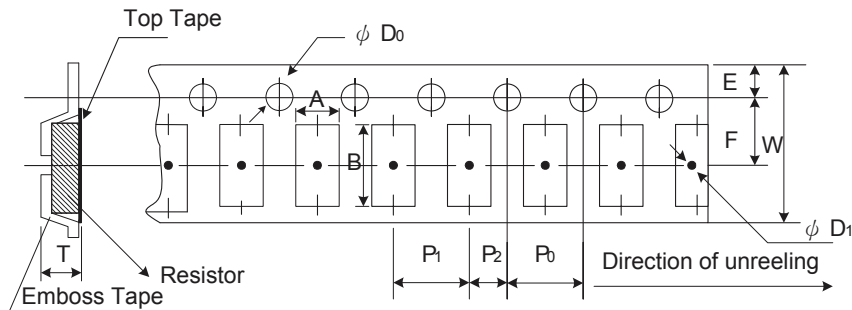 Top Tape
ψ D0
E
A
F
W
B
ψ D1
T
P1
P2
P0
Direction of unreeling
Resistor
Emboss Tape